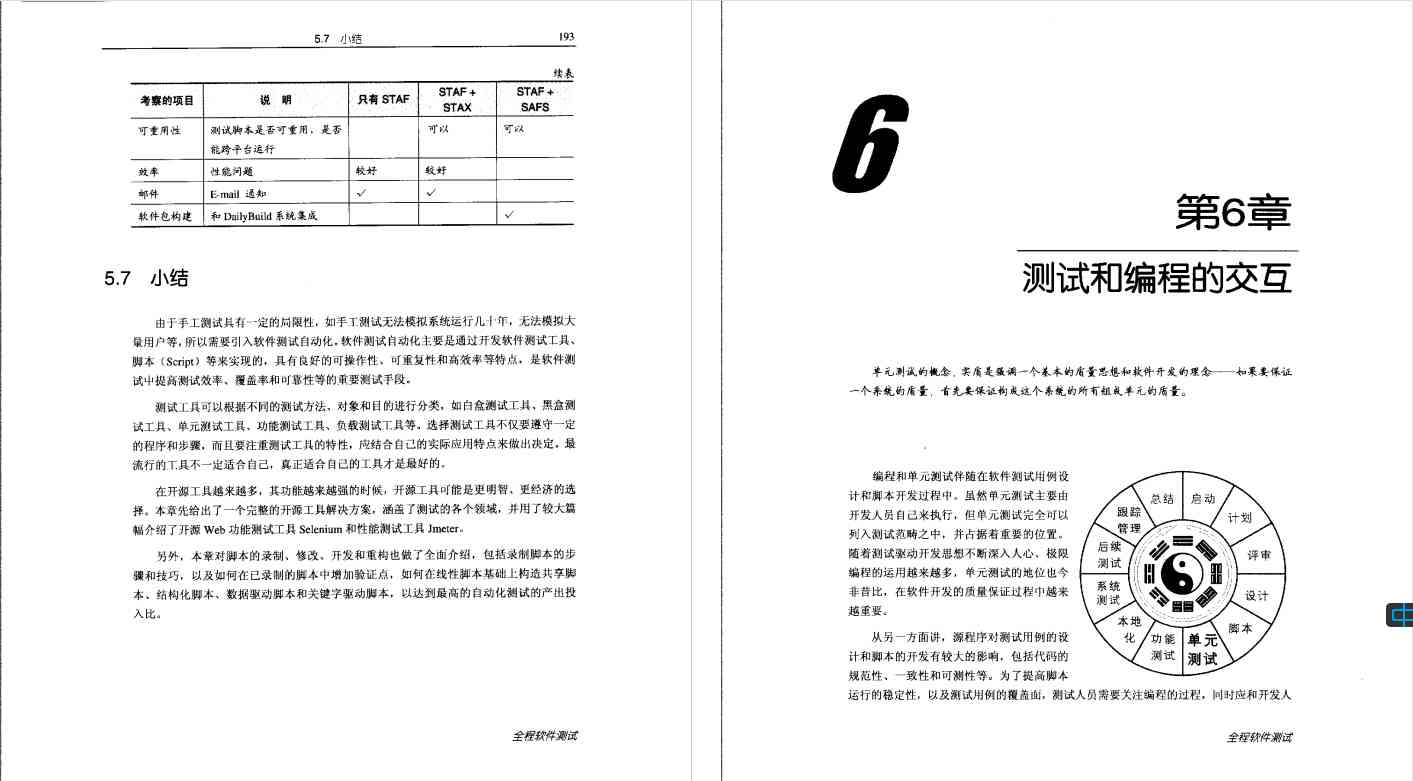 5.7 小结 193
续表
考察的项目 说 明 只有 STAF STAF + STAX STAF + SAFS
可重用性 测试脚本是否可重用，是否 可以 可以
能跨平台运行
效率 性能问题 较好 较好
邮件 E-mail 通知 ✓ ✓
软件包构建 和 DailyBuild 系统集成 ✓
5.7 小结
由于手工测试具有一定的局限性，如手工测试无法模拟系统运行几十年，无法模拟大
量用户等，所以需要引入软件测试自动化。软件测试自动化主要是通过开发软件测试工具、
脚本（Script）等来实现的，具有良好的可操作性、可重复性和高效率等特点，是软件测
试中提高测试效率、覆盖率和可靠性等的重要测试手段。
测试工具可以根据不同的测试方法、对象和目的进行分类，如白盒测试工具、黑盒测
试工具、单元测试工具、功能测试工具、负载测试工具等。选择测试工具不仅要遵守一定
的程序和步骤，而且要注重测试工具的特性，应结合自己的实际应用特点来做出决定。最
流行的工具不一定适合自己，真正适合自己的工具才是最好的。
在开源工具越来越多，其功能越来越强的时候，开源工具可能是更明智、更经济的选
择。本章先给出了一个完整的开源工具解决方案，涵盖了测试的各个领域，并用了较大篇
幅介绍了开源 Web 功能测试工具 Selenium 和性能测试工具 Jmeter。
另外，本章对脚本的录制、修改、开发和重构也做了全面介绍，包括录制脚本的步
骤和技巧，以及如何在已录制的脚本中增加验证点，如何在线性脚本基础上构造共享脚
本、结构化脚本、数据驱动脚本和关键字驱动脚本，以达到最高的自动化测试的产出投
入比。
全程软件测试
6
第6章
测试和编程的交互
单元测试的概念，实质是强调一个基本的质量思想和软件开发的理念——如果要保证
一个系统的质量，首先要保证构成这个系统的所有组成单元的质量。
编程和单元测试伴随在软件测试用例设
计和脚本开发过程中。虽然单元测试主要由
开发人员自己来执行，但单元测试完全可以
列入测试范畴之中，并占据着重要的位置。
随着测试驱动开发思想不断深入人心、极限
编程的运用越来越多，单元测试的地位也今
非昔比，在软件开发的质量保证过程中越来
越重要。
从另一方面讲，源程序对测试用例的设
计和脚本的开发有较大的影响，包括代码的
规范性、一致性和可测性等。为了提高脚本
运行的稳定性，以及测试用例的覆盖面，测试人员需要关注编程的过程，同时应和开发人
总结
启动
计划
评审
设计
脚本
单元
测试
功能
测试
本地
化
系统
测试
后续
测试
跟踪
管理
全程软件测试
中